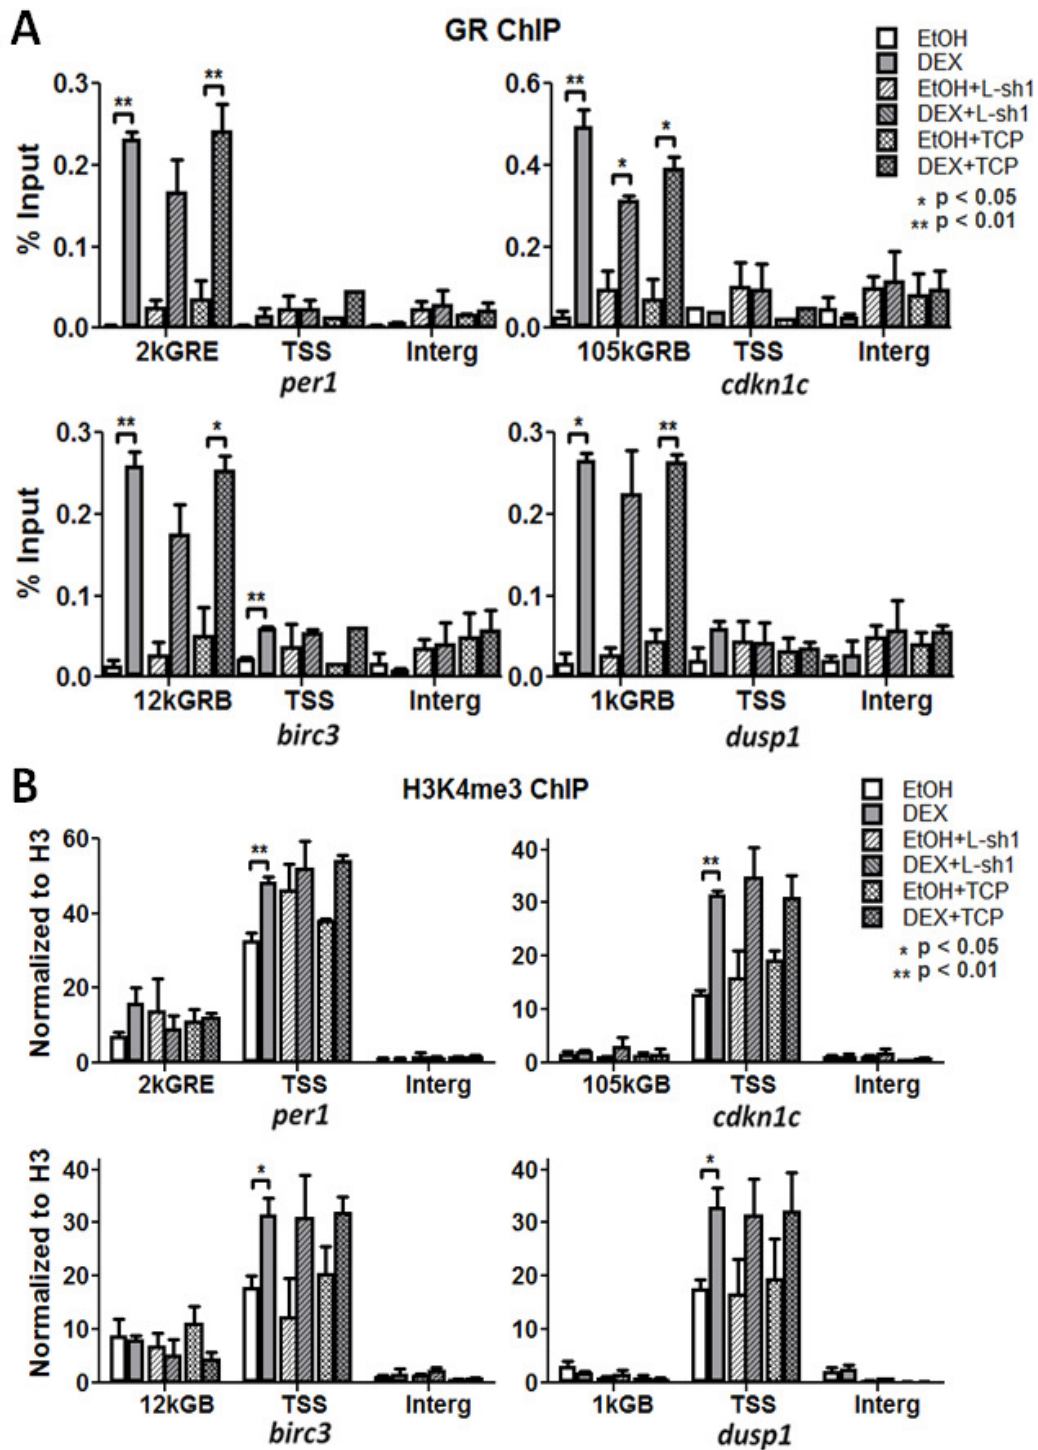 A
GR ChIP
EtOH
DEX
EtOH+L-sh1
DEX+L-sh1
EtOH+TCP
DEX+TCP
* p < 0.05
** p < 0.01
% Input
0.3
0.2
0.1
0.0
** **
2kGRE TSS Interg
per1
0.6
0.4
0.2
0.0
** * *
105kGRB TSS Interg
cdkn1c
% Input
0.3
0.2
0.1
0.0
** * **
12kGRB TSS Interg
birc3
0.3
0.2
0.1
0.0
* **
1kGRB TSS Interg
dusp1
B
H3K4me3 ChIP
EtOH
DEX
EtOH+L-sh1
DEX+L-sh1
EtOH+TCP
DEX+TCP
* p < 0.05
** p < 0.01
Normalized to H3
60
40
20
0
**
2kGRE TSS Interg
per1
40
30
20
10
0
**
105kGB TSS Interg
cdkn1c
Normalized to H3
40
30
20
10
0
*
12kGB TSS Interg
birc3
40
30
20
10
0
*
1kGB TSS Interg
dusp1